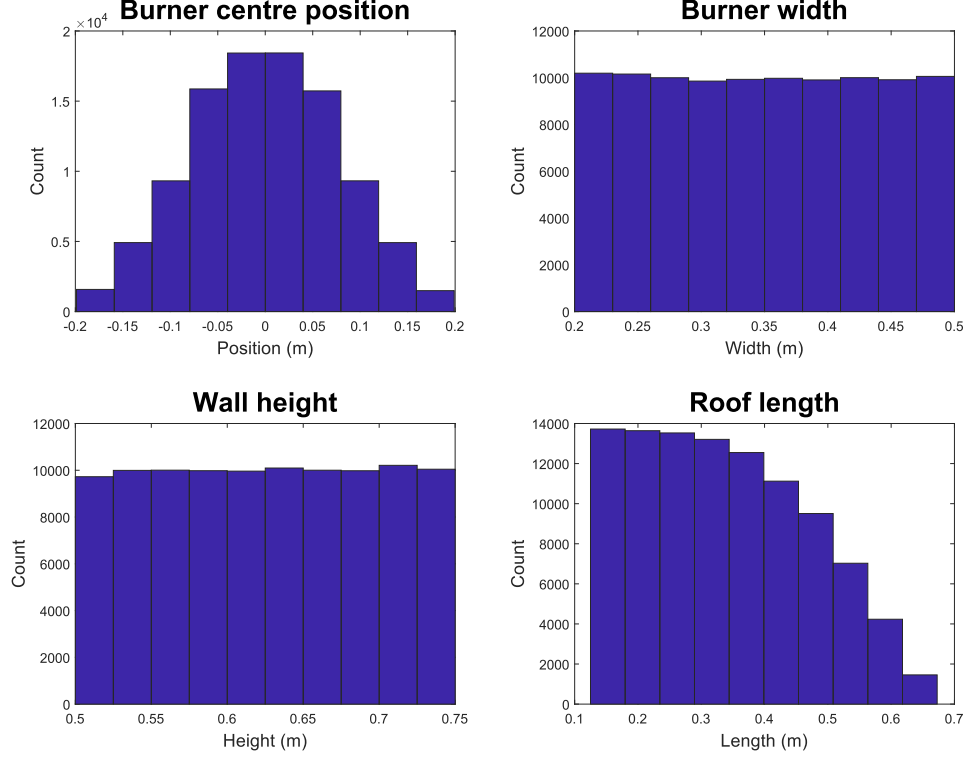 Burner centre position
×10⁴
2
1.5
1
0.5
0
Count
-0.2 -0.15 -0.1 -0.05 0 0.05 0.1 0.15 0.2
Position (m)
Burner width
12000
10000
8000
6000
4000
2000
0
Count
0.2 0.25 0.3 0.35 0.4 0.45 0.5
Width (m)
Wall height
12000
10000
8000
6000
4000
2000
0
Count
0.5 0.55 0.6 0.65 0.7 0.75
Height (m)
Roof length
14000
12000
10000
8000
6000
4000
2000
0
Count
0.1 0.2 0.3 0.4 0.5 0.6 0.7
Length (m)